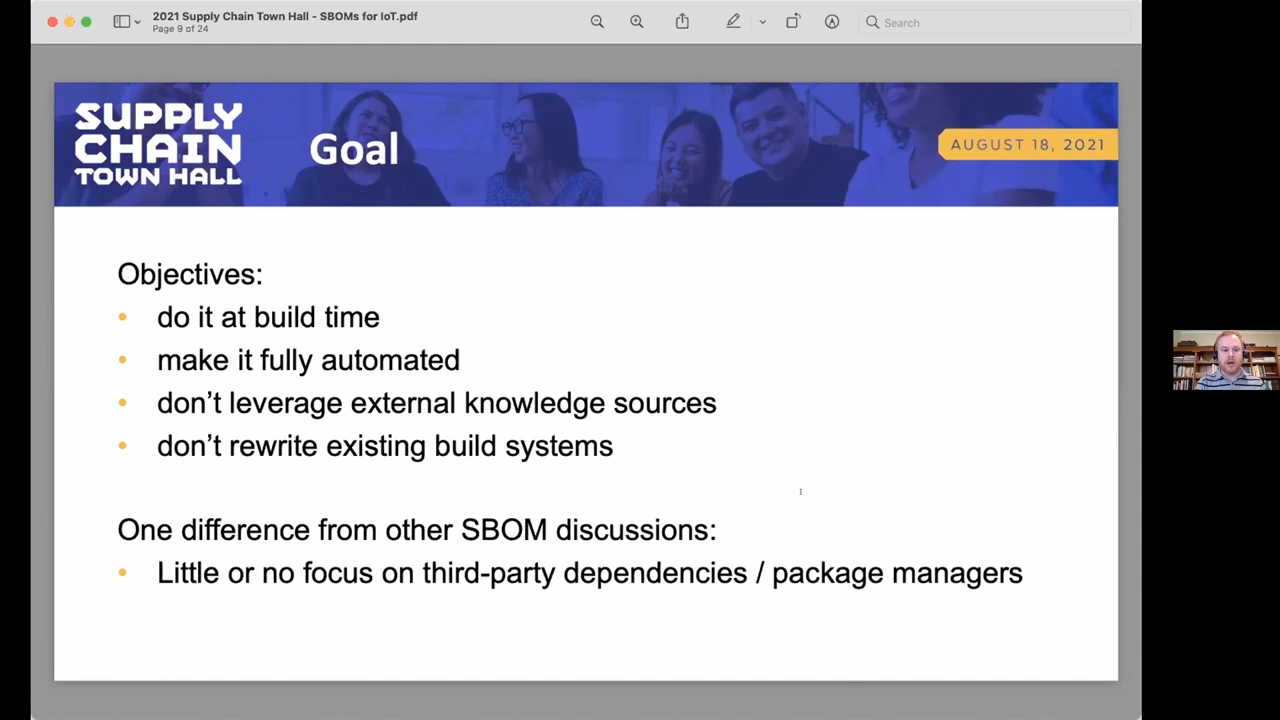 2021 Supply Chain Town Hall - SBOMs for IoT.pdf
Page 9 of 24
Search
SUPPLY
CHAIN
TOWN HALL
Goal
AUGUST 18, 2021
Objectives:
• do it at build time
• make it fully automated
• don’t leverage external knowledge sources
• don’t rewrite existing build systems
One difference from other SBOM discussions:
• Little or no focus on third-party dependencies / package managers